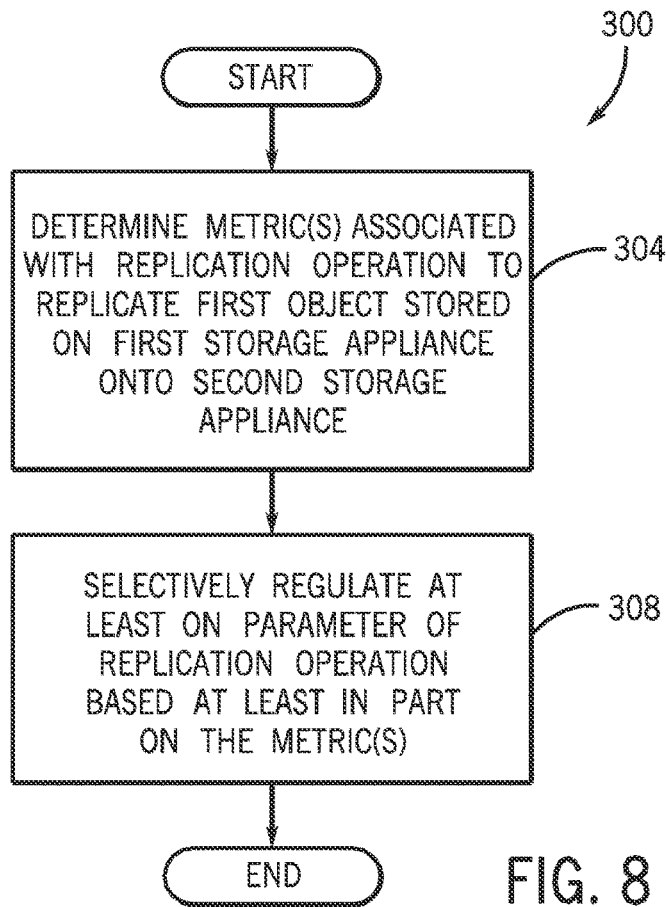 300
START
DETERMINE METRIC(S) ASSOCIATED
WITH REPLICATION OPERATION TO
REPLICATE FIRST OBJECT STORED
ON FIRST STORAGE APPLIANCE
ONTO SECOND STORAGE
APPLIANCE
304
SELECTIVELY REGULATE AT
LEAST ON PARAMETER OF
REPLICATION OPERATION
BASED AT LEAST IN PART
ON THE METRIC(S)
308
END
FIG. 8